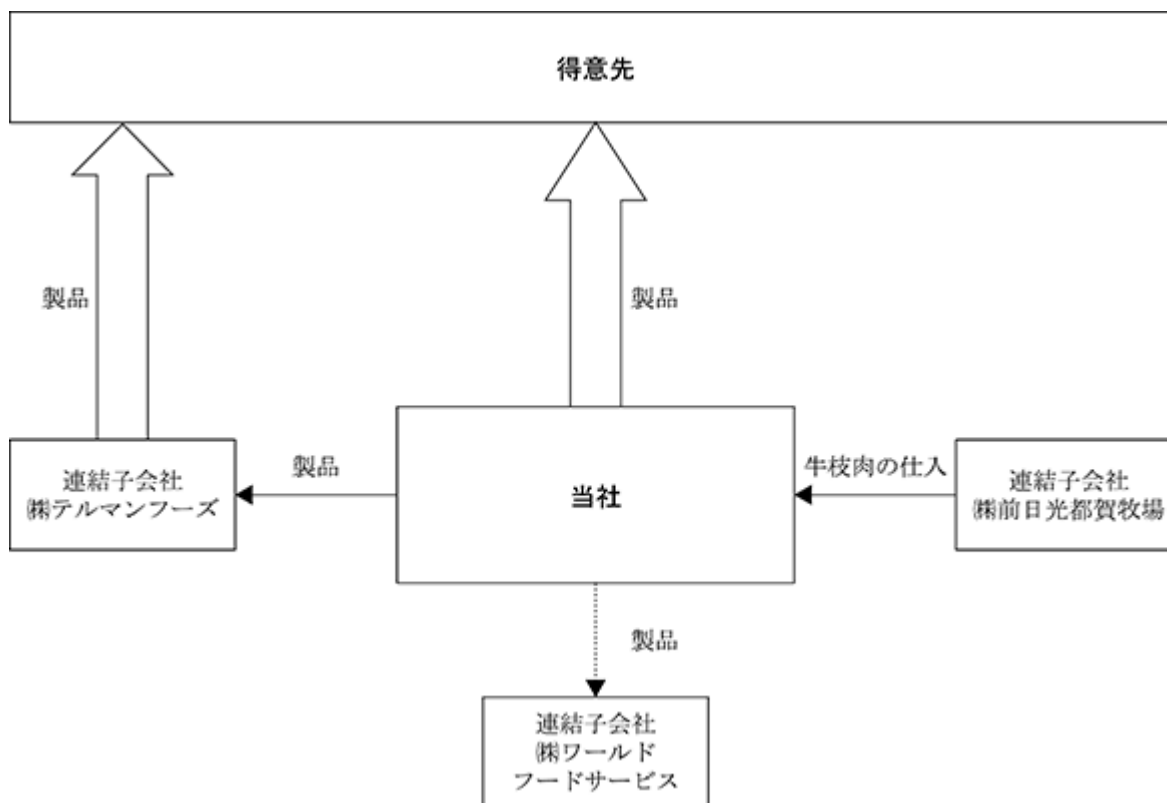 得意先
製品
製品
連結子会社
㈱テルマンフーズ
製品
当社
牛枝肉の仕入
連結子会社
㈱前日光都賀牧場
製品
連結子会社
㈱ワールド
フードサービス